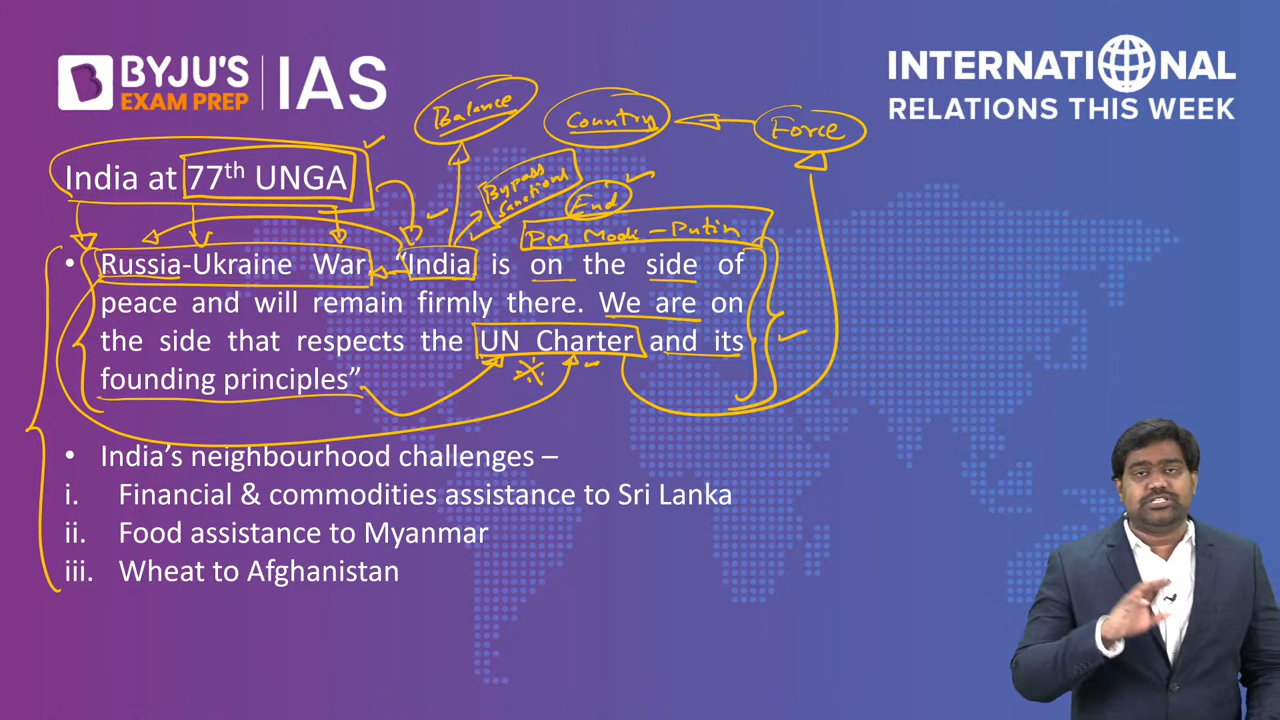 BYJU'S
EXAM PREP
IAS
INTERNATIONAL
RELATIONS THIS WEEK
Balance
Country
Force
India at 77th UNGA
Bypass
Sanctions
End
PM Modi - Putin
• Russia-Ukraine War "India is on the side of
peace and will remain firmly there. We are on
the side that respects the UN Charter and its
founding principles”
• India’s neighbourhood challenges –
i. Financial & commodities assistance to Sri Lanka
ii. Food assistance to Myanmar
iii. Wheat to Afghanistan